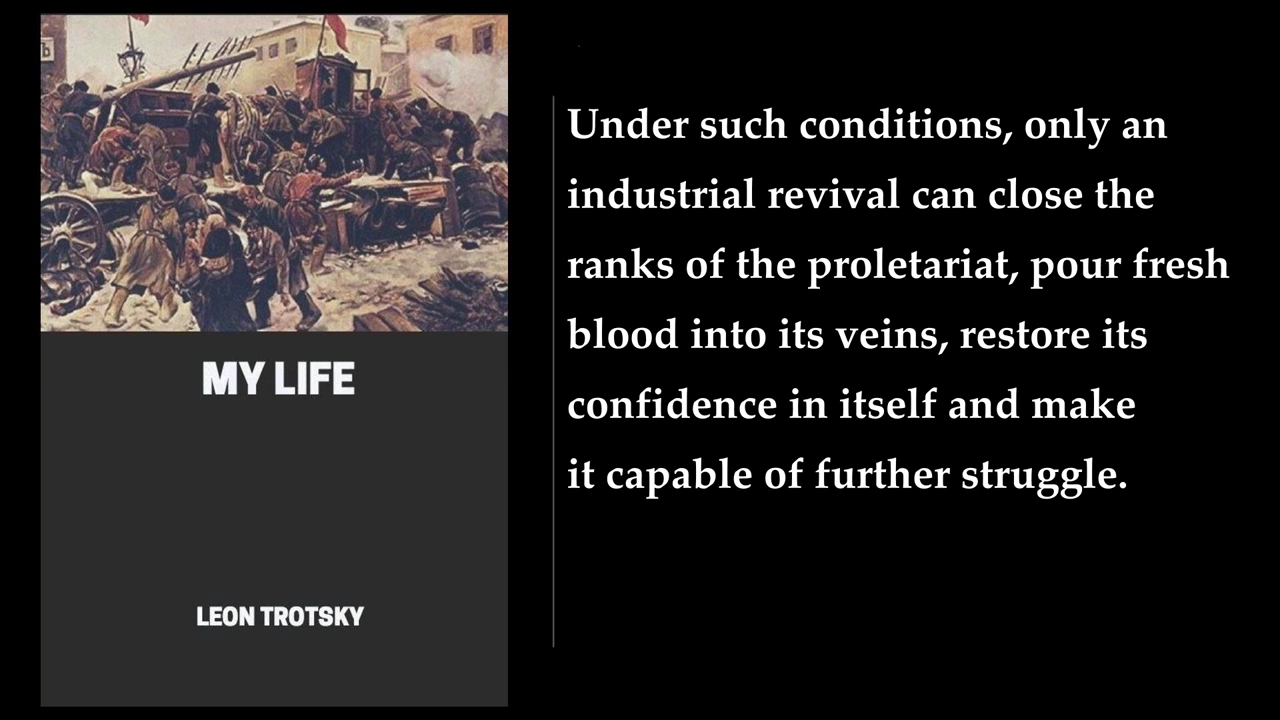 MY LIFE
LEON TROTSKY
Under such conditions, only an
industrial revival can close the
ranks of the proletariat, pour fresh
blood into its veins, restore its
confidence in itself and make
it capable of further struggle.